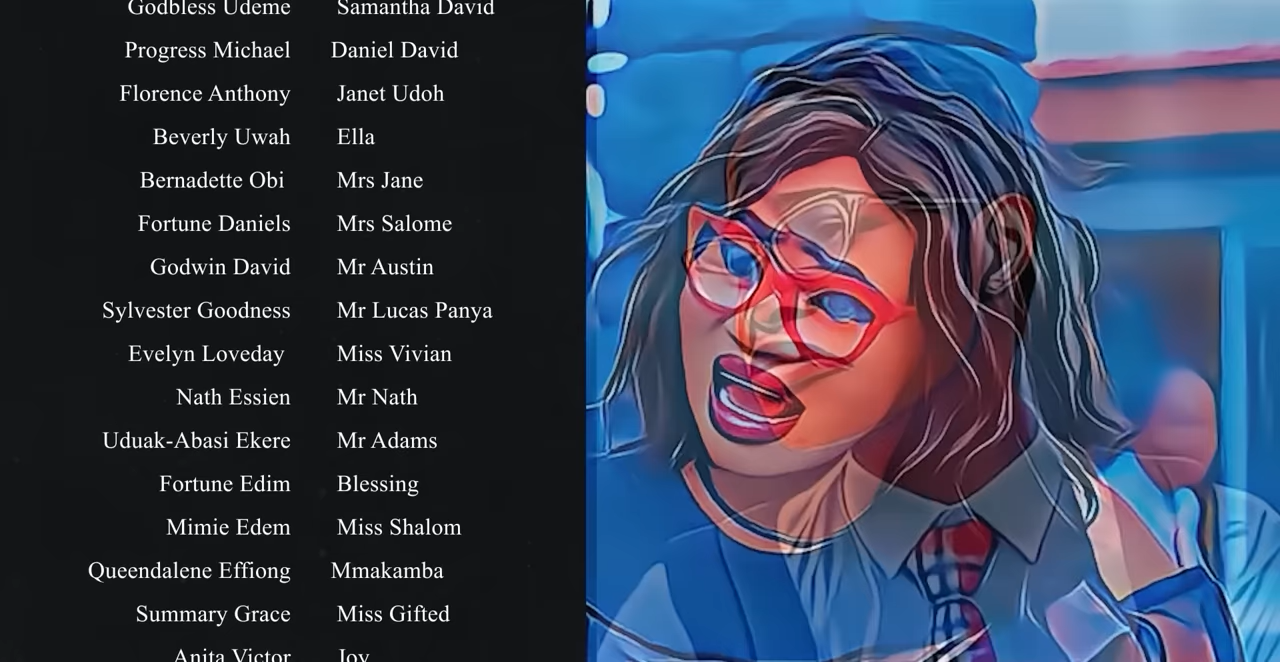 Godbless Udeme Samantha David
Progress Michael Daniel David
Florence Anthony Janet Udoh
Beverly Uwah Ella
Bernadette Obi Mrs Jane
Fortune Daniels Mrs Salome
Godwin David Mr Austin
Sylvester Goodness Mr Lucas Panya
Evelyn Loveday Miss Vivian
Nath Essien Mr Nath
Uduak-Abasi Ekere Mr Adams
Fortune Edim Blessing
Mimie Edem Miss Shalom
Queendalene Effiong Mmakamba
Summary Grace Miss Gifted
Anita Victor Joy